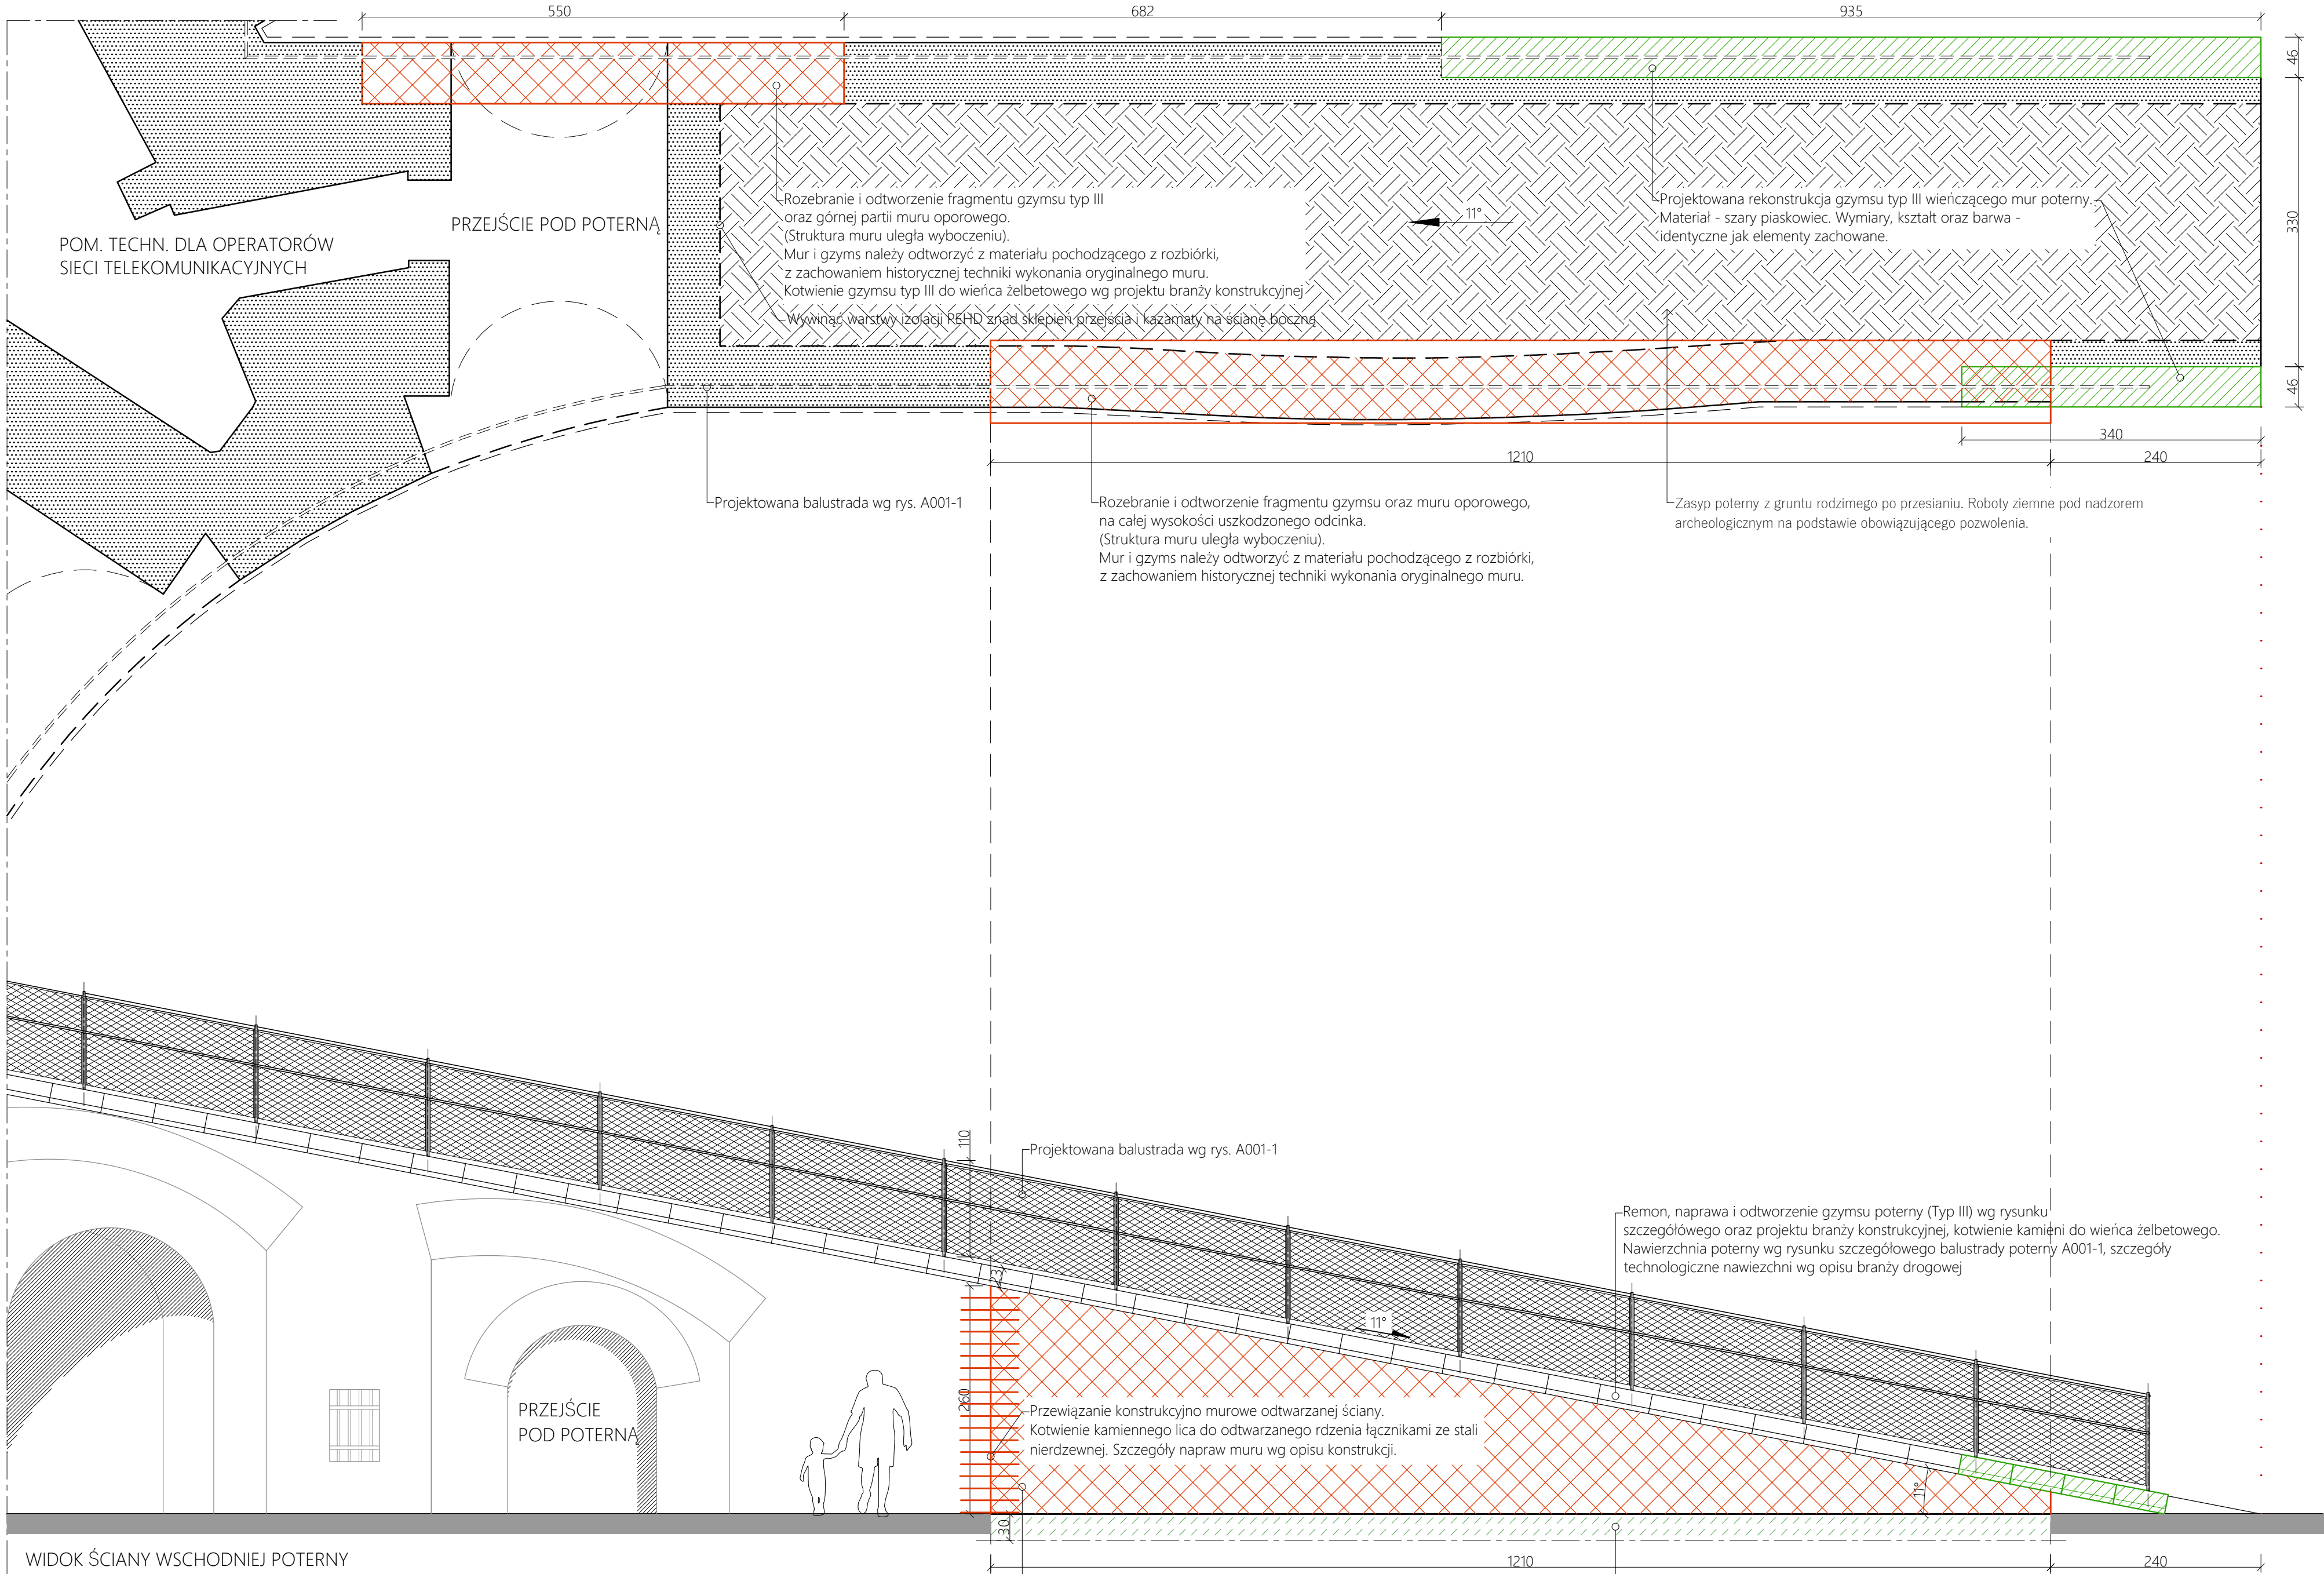 550
682
935
46
330
46
Rozebranie i odtworzenie fragmentu gzymsu typ III
oraz górnej partii muru oporowego.
(Struktura muru uległa wyboczeniu).
Mur i gzyms należy odtworzyć z materiału pochodzącego z rozbiórki,
z zachowaniem historycznej techniki wykonania oryginalnego muru.
Kotwienie gzymsu typ III do wieńca żelbetowego wg projektu branży konstrukcyjnej
Wywinąć warstwy izolacji PEHD znad sklepień przejścia i kazamaty na ścianę boczną
11°
Projektowana rekonstrukcja gzymsu typ III wieńczącego mur poterny.
Materiał - szary piaskowiec. Wymiary, kształt oraz barwa -
identyczne jak elementy zachowane.
PRZEJŚCIE POD POTERNĄ
POM. TECHN. DLA OPERATORÓW
SIECI TELEKOMUNIKACYJNYCH
340
1210
240
Projektowana balustrada wg rys. A001-1
Rozebranie i odtworzenie fragmentu gzymsu oraz muru oporowego,
na całej wysokości uszkodzonego odcinka.
(Struktura muru uległa wyboczeniu).
Mur i gzyms należy odtworzyć z materiału pochodzącego z rozbiórki,
z zachowaniem historycznej techniki wykonania oryginalnego muru.
Zasyp poterny z gruntu rodzimego po przesianiu. Roboty ziemne pod nadzorem
archeologicznym na podstawie obowiązującego pozwolenia.
110
Projektowana balustrada wg rys. A001-1
Remon, naprawa i odtworzenie gzymsu poterny (Typ III) wg rysunku
szczegółowego oraz projektu branży konstrukcyjnej, kotwienie kamieni do wieńca żelbetowego.
Nawierzchnia poterny wg rysunku szczegółowego balustrady poterny A001-1, szczegóły
technologiczne nawiezchni wg opisu branży drogowej
23
11°
260
PRZEJŚCIE
POD POTERNĄ
Przewiązanie konstrukcyjno murowe odtwarzanej ściany.
Kotwienie kamiennego lica do odtwarzanego rdzenia łącznikami ze stali
nierdzewnej. Szczegóły napraw muru wg opisu konstrukcji.
11°
30
WIDOK ŚCIANY WSCHODNIEJ POTERNY
1210
240